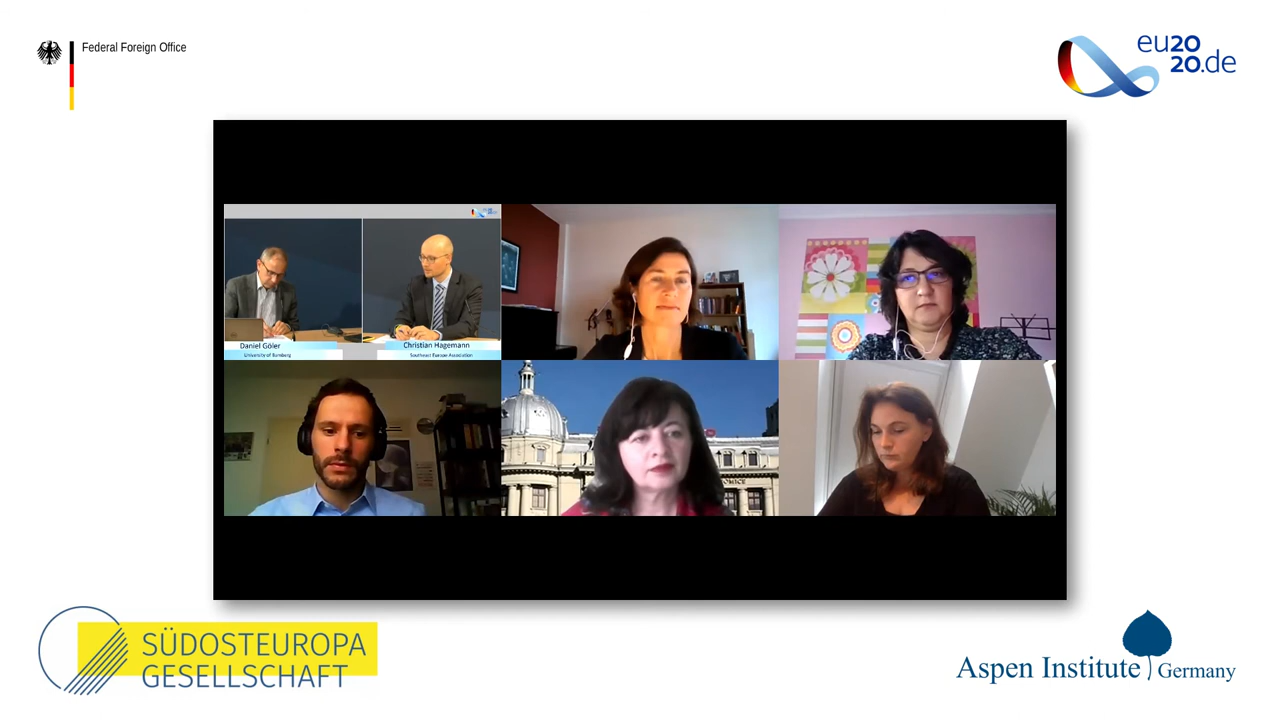 Federal Foreign Office
eu20
20.de
Daniel Göler
University of Bamberg
Christian Hagemann
Southeast Europe Association
OMICE
SÜDOSTEUROPA
GESELLSCHAFT
Aspen Institute Germany